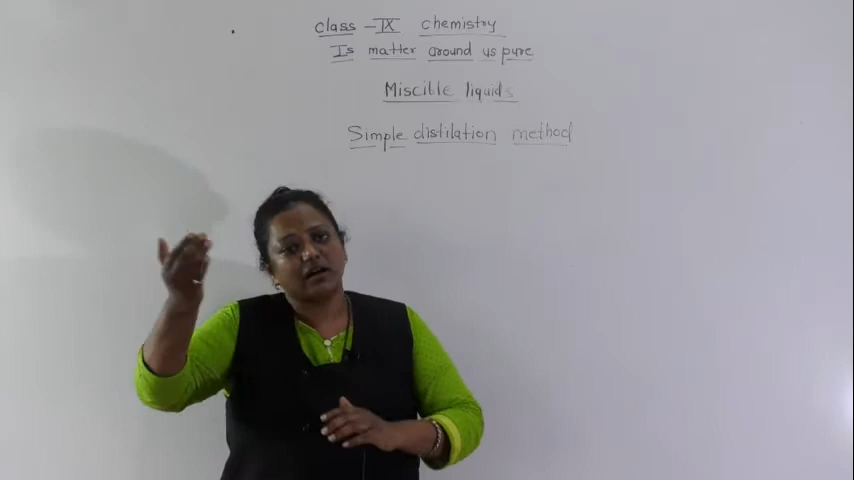 class - IX chemistry
Is matter around us pure
Miscible liquids
Simple distilation method